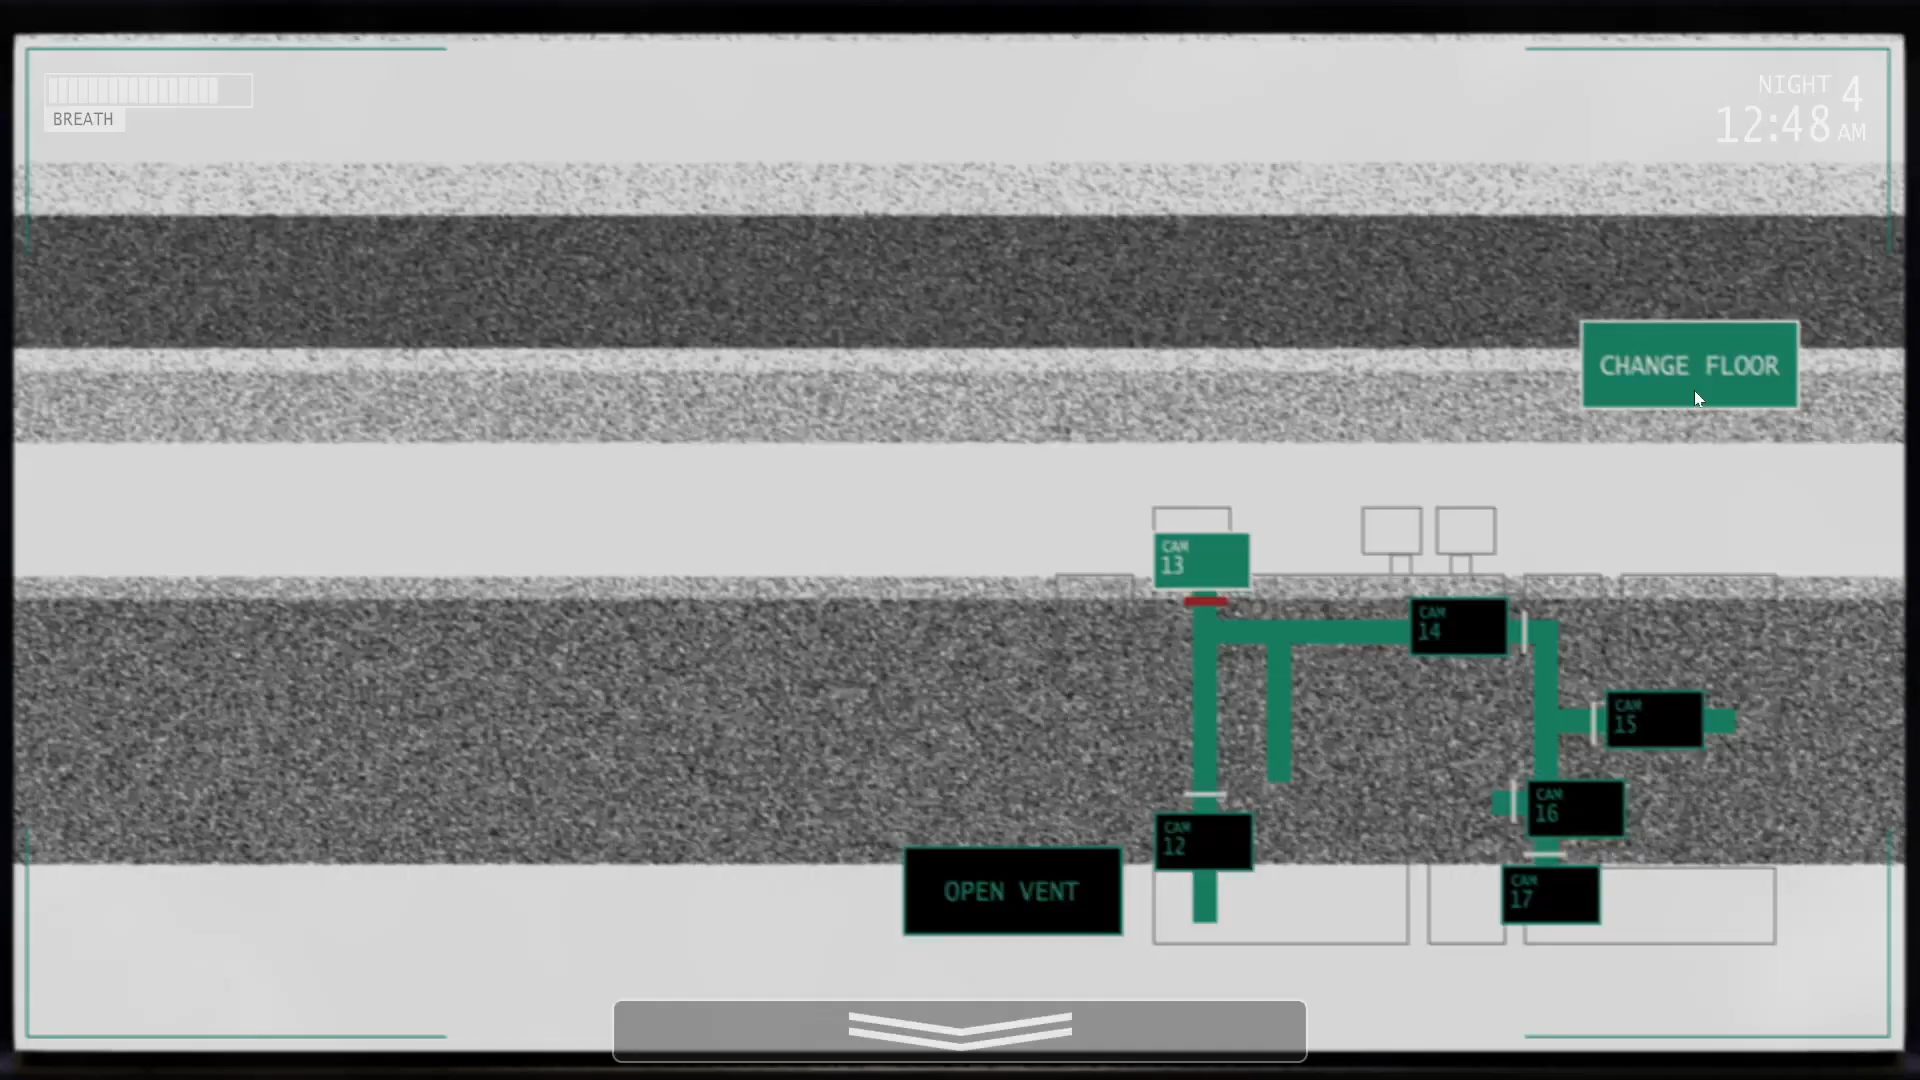 BREATH
NIGHT 4
12:48 AM
CHANGE FLOOR
CAM
13
CAM
14
CAM
15
CAM
16
CAM
12
CAM
17
OPEN VENT